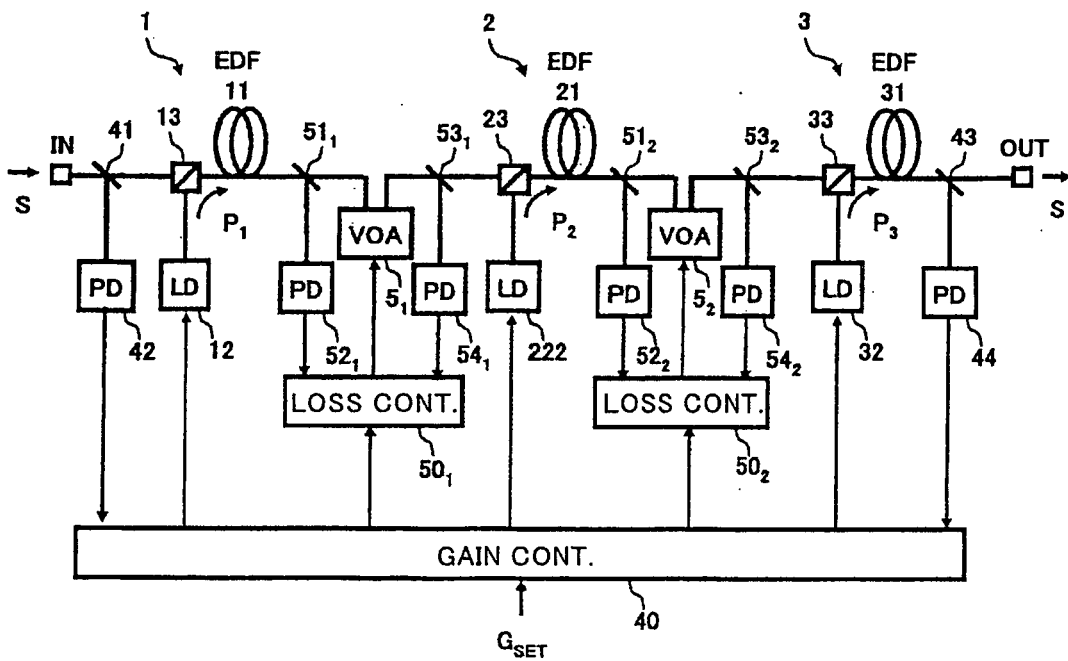 1
2
3
EDF
EDF
EDF
11
21
31
IN
41
13
51₁
53₁
23
51₂
53₂
33
43
OUT
S
P₁
P₂
P₃
S
VOA
VOA
PD
LD
PD
5₁
PD
LD
PD
5₂
PD
LD
PD
42
12
52₁
54₁
222
52₂
54₂
32
44
LOSS CONT.
LOSS CONT.
50₁
50₂
GAIN CONT.
40
G_SET